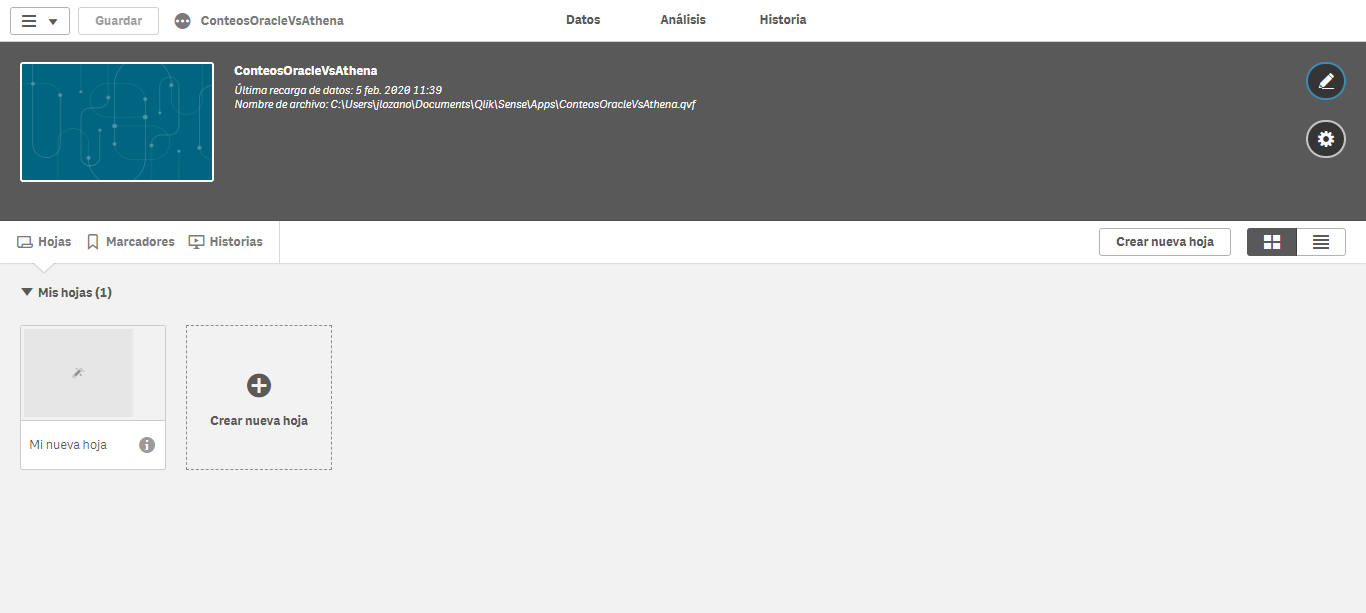 Guardar
ConteosOracleVsAthena
Datos
Análisis
Historia
ConteosOracleVsAthena
Última recarga de datos: 5 feb. 2020 11:39
Nombre de archivo: C:\Users\jlozano\Documents\Qlik\Sense\Apps\ConteosOracleVsAthena.qvf
Hojas
Marcadores
Historias
Crear nueva hoja
Mis hojas (1)
Mi nueva hoja
Crear nueva hoja